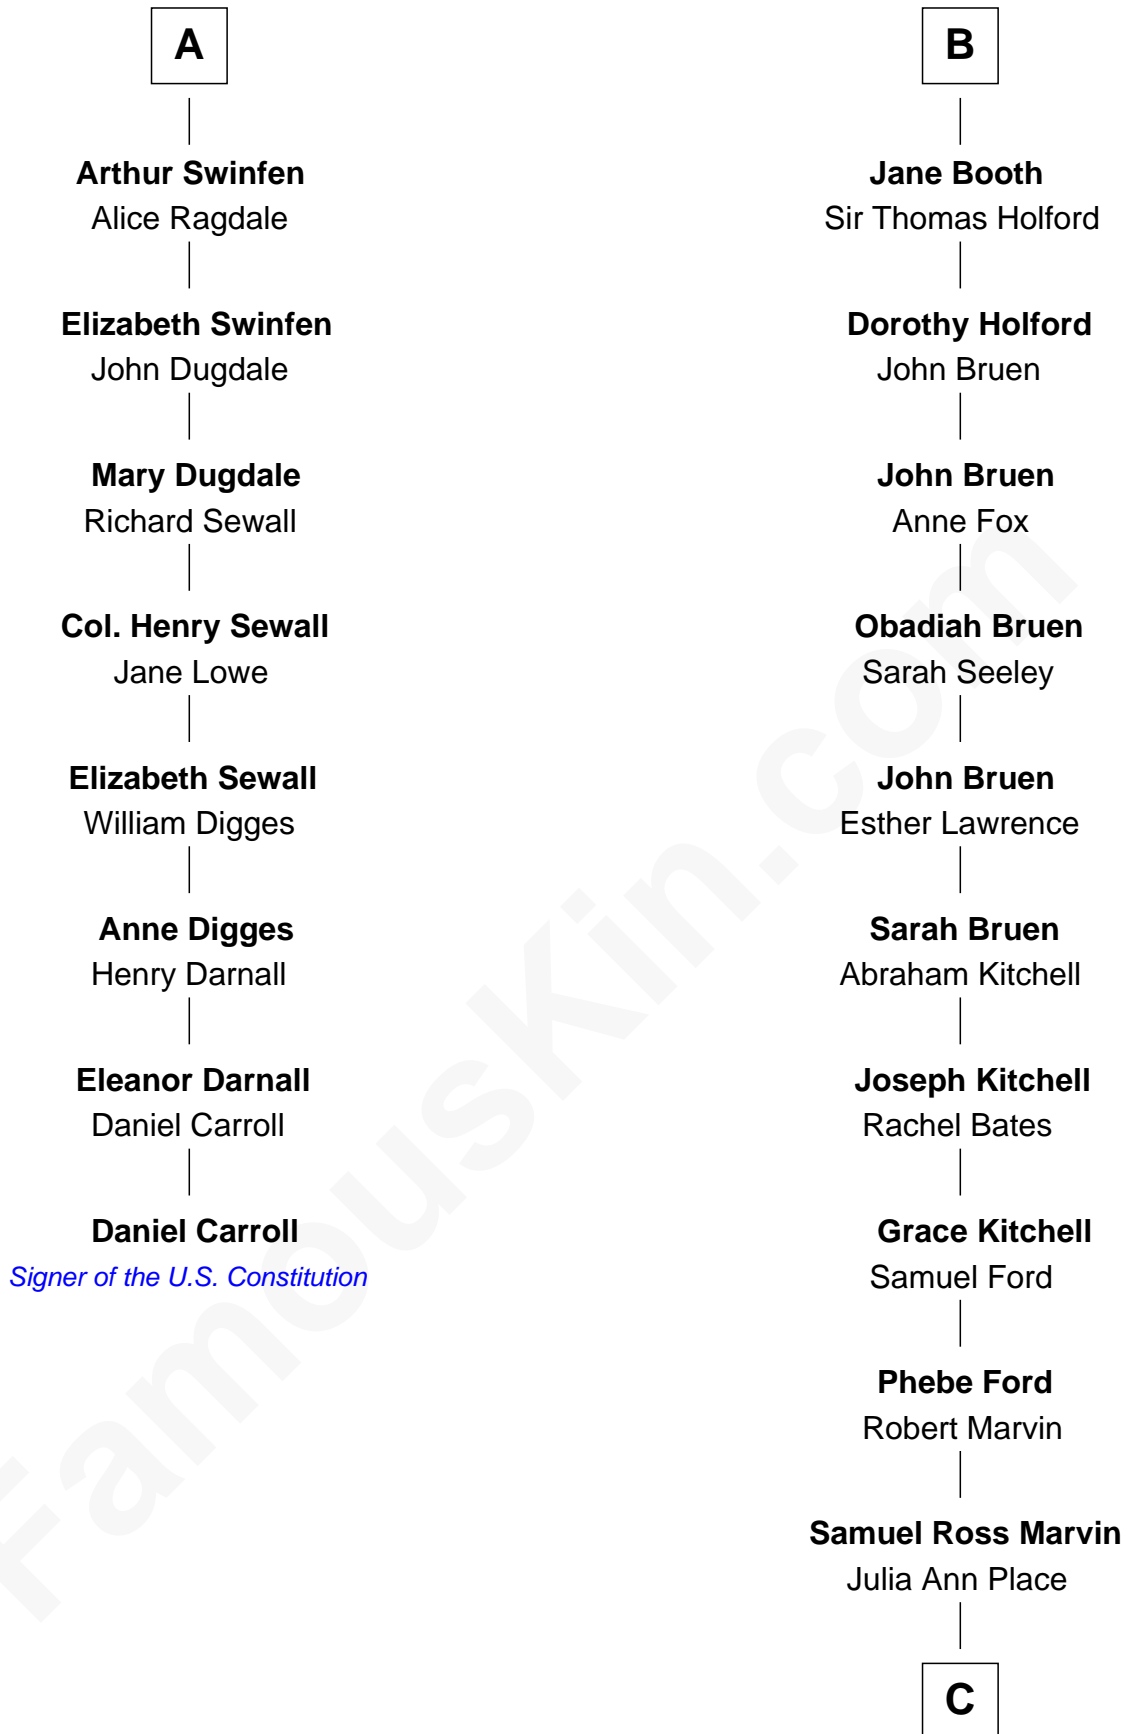 A
Arthur Swinfen
Alice Ragdale
Elizabeth Swinfen
John Dugdale
Mary Dugdale
Richard Sewall
Col. Henry Sewall
Jane Lowe
Elizabeth Sewall
William Digges
Anne Digges
Henry Darnall
Eleanor Darnall
Daniel Carroll
Daniel Carroll
Signer of the U.S. Constitution
B
Jane Booth
Sir Thomas Holford
Dorothy Holford
John Bruen
John Bruen
Anne Fox
Obadiah Bruen
Sarah Seeley
John Bruen
Esther Lawrence
Sarah Bruen
Abraham Kitchell
Joseph Kitchell
Rachel Bates
Grace Kitchell
Samuel Ford
Phebe Ford
Robert Marvin
Samuel Ross Marvin
Julia Ann Place
C
FamousKin.com